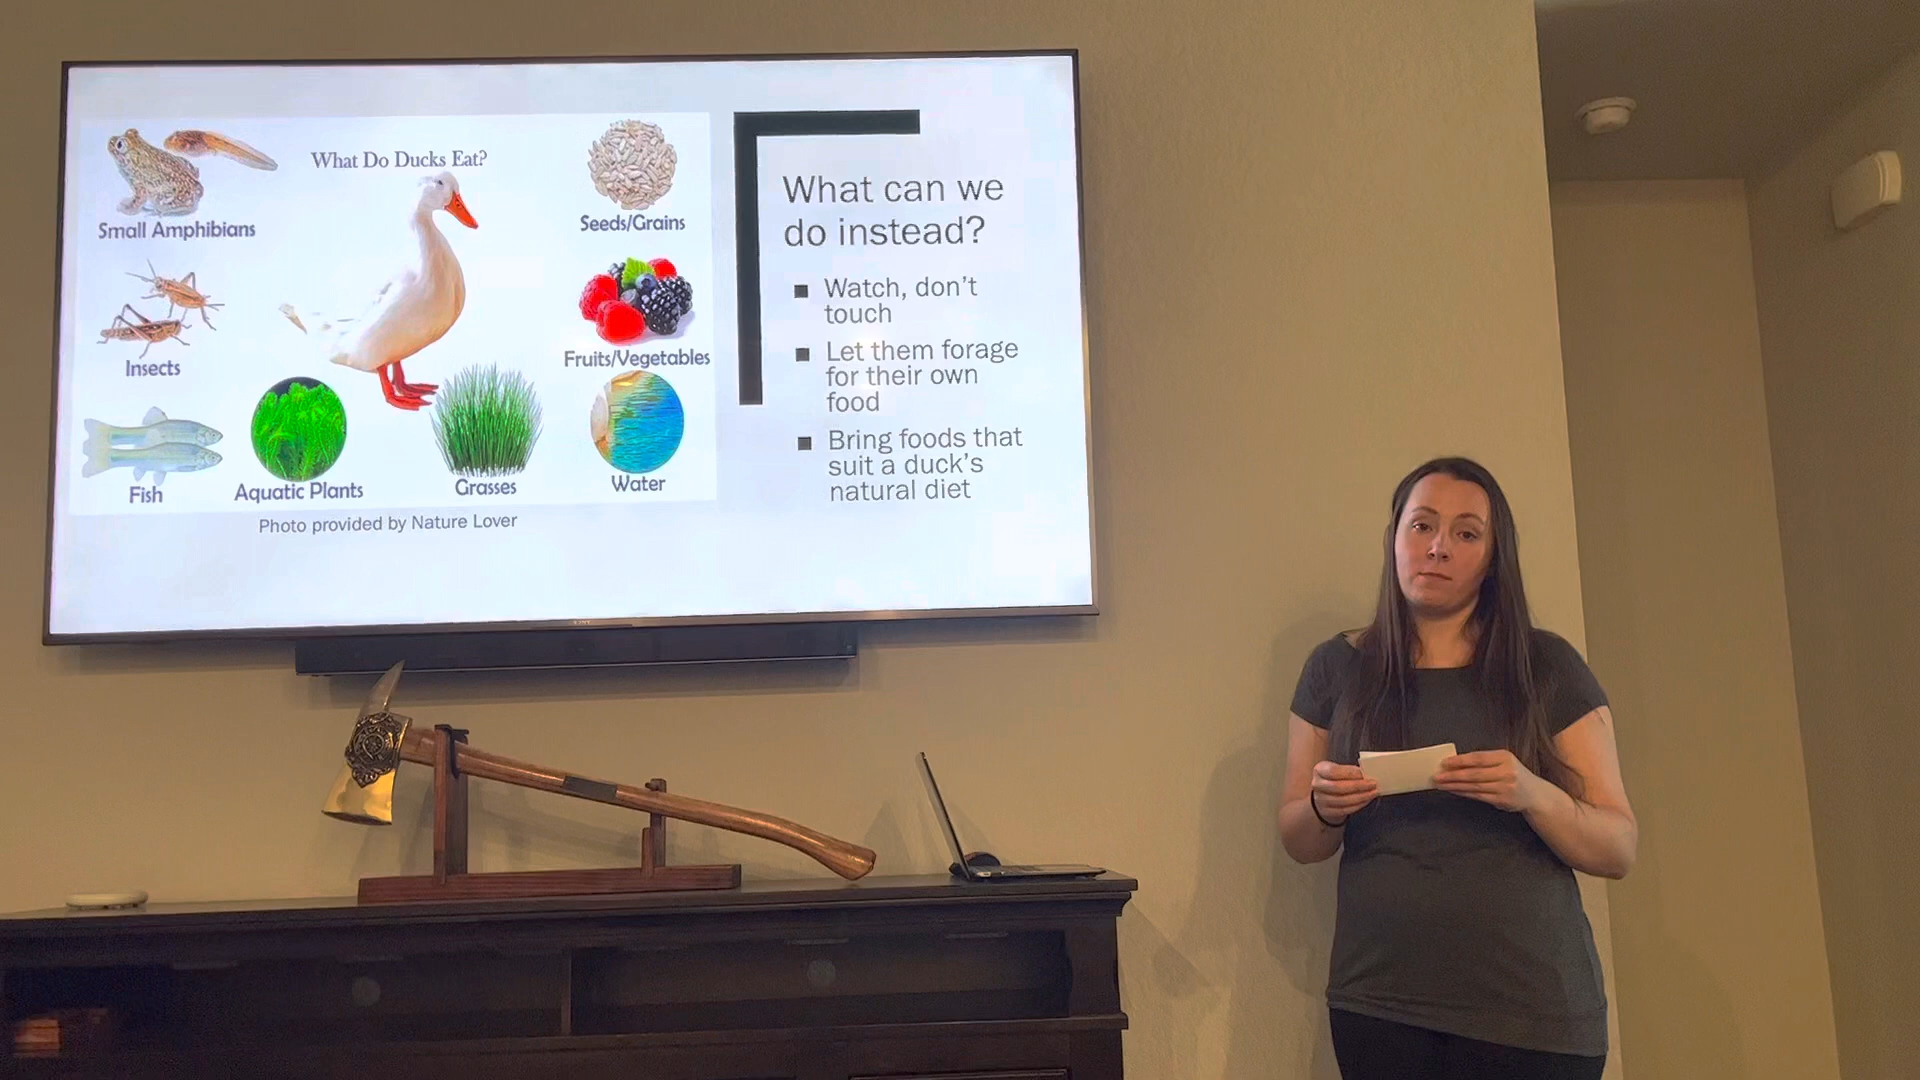 What Do Ducks Eat?
Small Amphibians
Seeds/Grains
Insects
Fruits/Vegetables
Fish
Aquatic Plants
Grasses
Water
Photo provided by Nature Lover
What can we
do instead?
Watch, don't
touch
Let them forage
for their own
food
Bring foods that
suit a duck's
natural diet